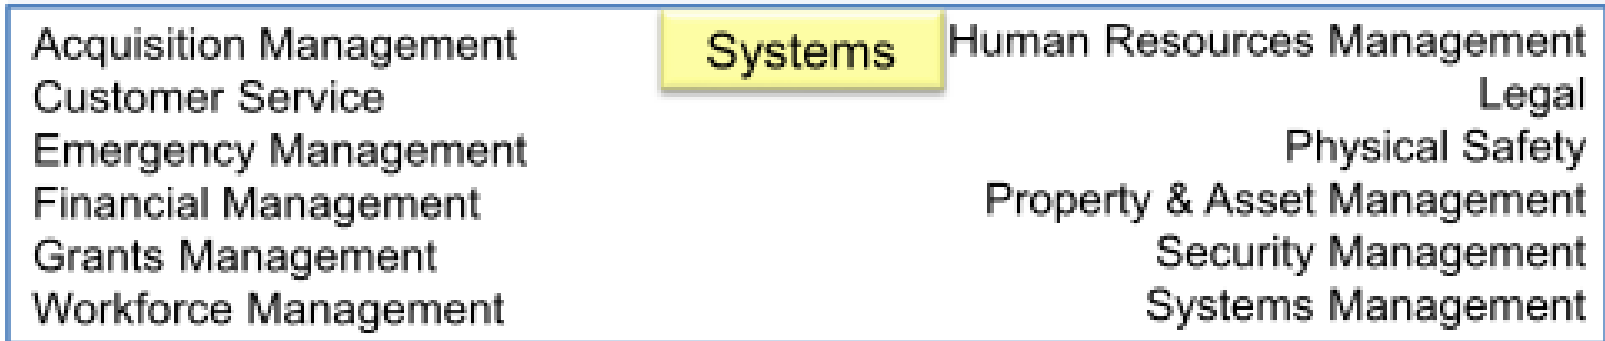 Systems
Acquisition Management
Customer Service
Emergency Management
Financial Management
Grants Management
Workforce Management
Human Resources Management
Legal
Physical Safety
Property & Asset Management
Security Management
Systems Management